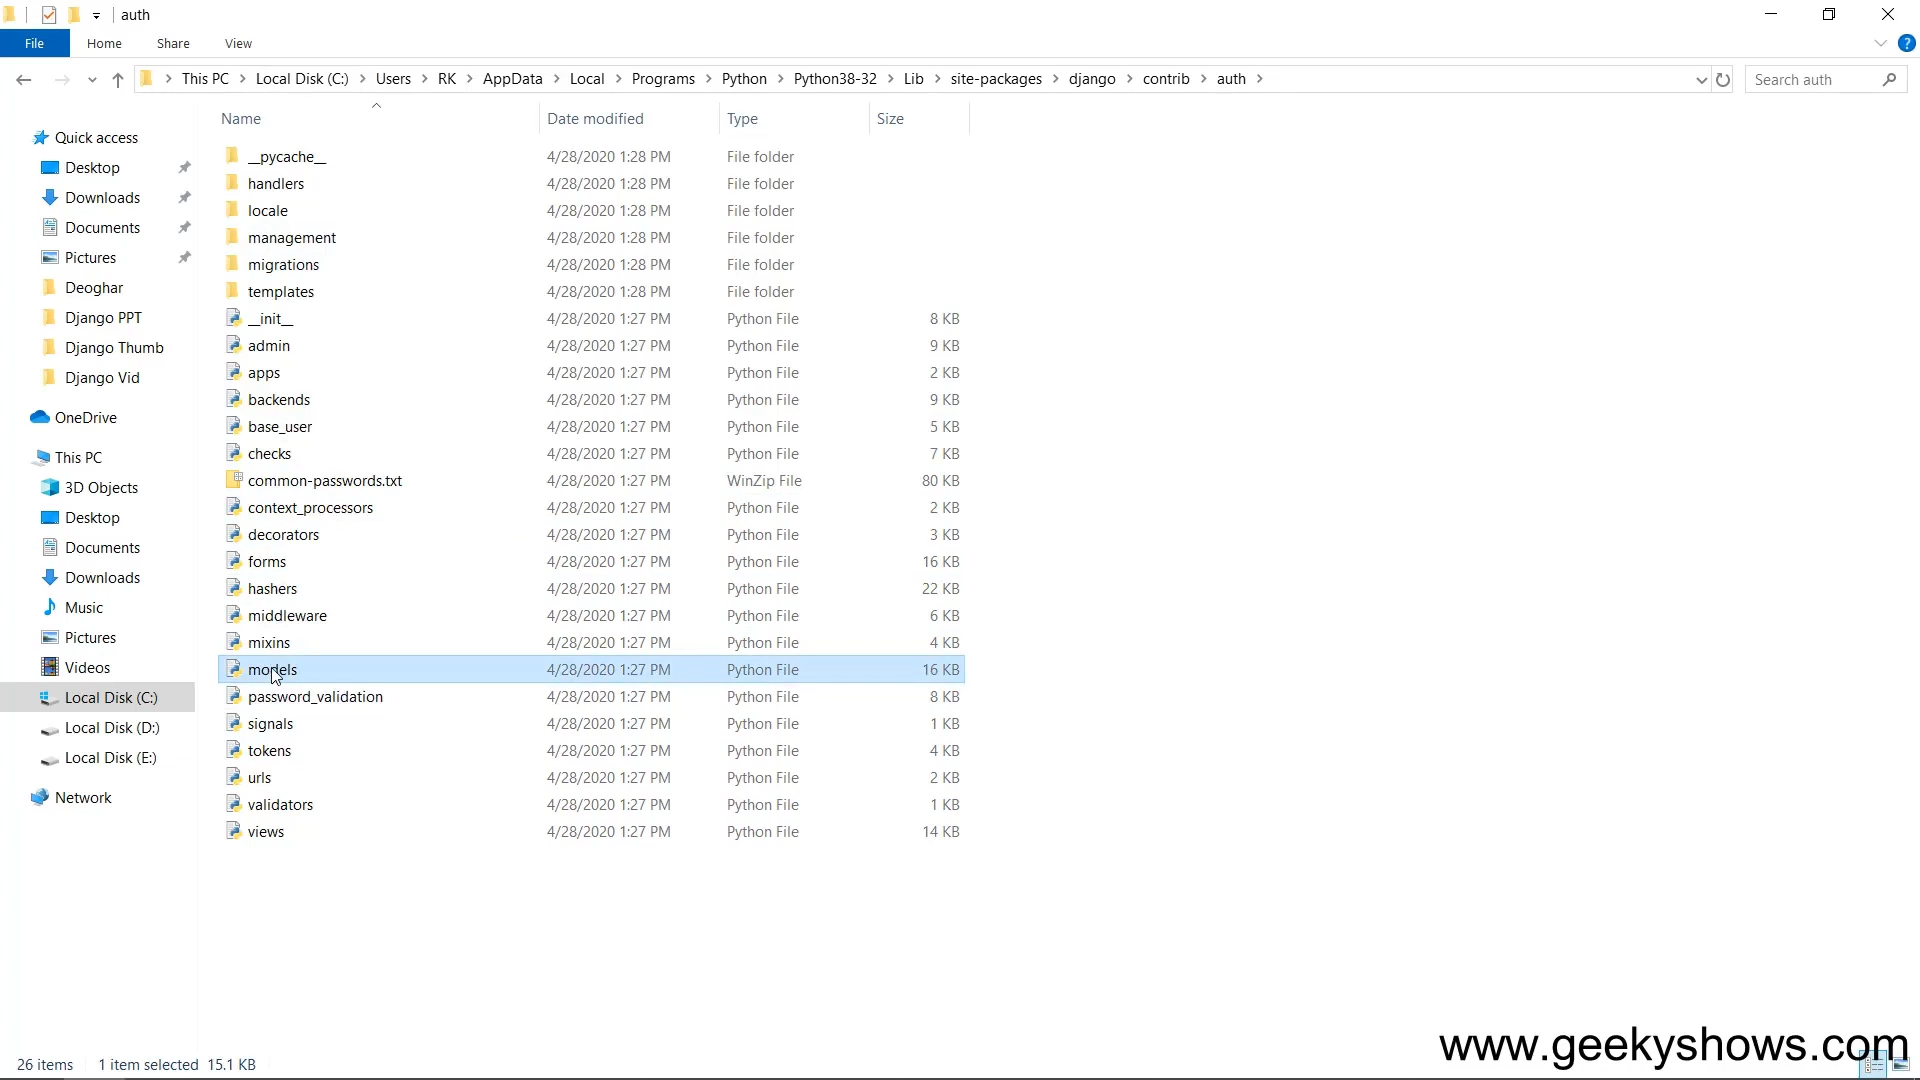 auth
File Home Share View
This PC Local Disk (C:) Users RK AppData Local Programs Python Python38-32 Lib site-packages django contrib auth
Search auth
Name Date modified Type Size
Quick access
Desktop
Downloads
Documents
Pictures
Deoghar
Django PPT
Django Thumb
Django Vid
OneDrive
This PC
3D Objects
Desktop
Documents
Downloads
Music
Pictures
Videos
Local Disk (C:)
Local Disk (D:)
Local Disk (E:)
Network
__pycache__ 4/28/2020 1:28 PM File folder
handlers 4/28/2020 1:28 PM File folder
locale 4/28/2020 1:28 PM File folder
management 4/28/2020 1:28 PM File folder
migrations 4/28/2020 1:28 PM File folder
templates 4/28/2020 1:28 PM File folder
__init__ 4/28/2020 1:27 PM Python File 8 KB
admin 4/28/2020 1:27 PM Python File 9 KB
apps 4/28/2020 1:27 PM Python File 2 KB
backends 4/28/2020 1:27 PM Python File 9 KB
base_user 4/28/2020 1:27 PM Python File 5 KB
checks 4/28/2020 1:27 PM Python File 7 KB
common-passwords.txt 4/28/2020 1:27 PM WinZip File 80 KB
context_processors 4/28/2020 1:27 PM Python File 2 KB
decorators 4/28/2020 1:27 PM Python File 3 KB
forms 4/28/2020 1:27 PM Python File 16 KB
hashers 4/28/2020 1:27 PM Python File 22 KB
middleware 4/28/2020 1:27 PM Python File 6 KB
mixins 4/28/2020 1:27 PM Python File 4 KB
models 4/28/2020 1:27 PM Python File 16 KB
password_validation 4/28/2020 1:27 PM Python File 8 KB
signals 4/28/2020 1:27 PM Python File 1 KB
tokens 4/28/2020 1:27 PM Python File 4 KB
urls 4/28/2020 1:27 PM Python File 2 KB
validators 4/28/2020 1:27 PM Python File 1 KB
views 4/28/2020 1:27 PM Python File 14 KB
26 items 1 item selected 15.1 KB
www.geekyshows.com